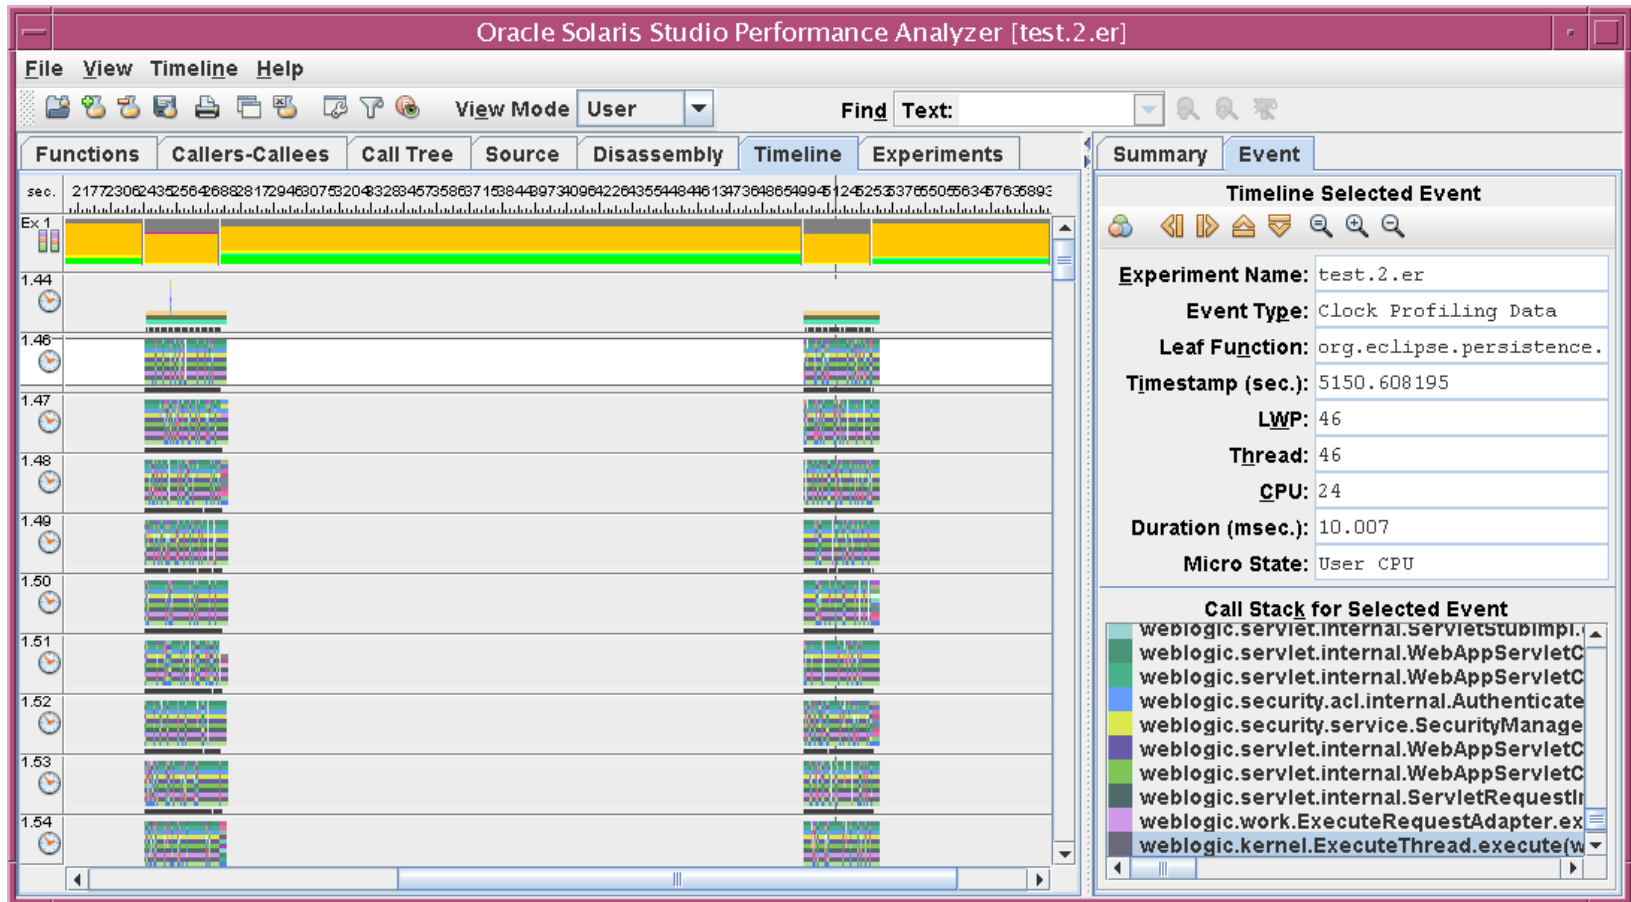 Oracle Solaris Studio Performance Analyzer [test.2.er]
File View Timeline Help
View Mode User Find Text:
Functions Callers-Callees Call Tree Source Disassembly Timeline Experiments Summary Event
sec.
Timeline Selected Event
Ex 1
1.44
1.46
1.47
1.48
1.49
1.50
1.51
1.52
1.53
1.54
Experiment Name: test.2.er
Event Type: Clock Profiling Data
Leaf Function: org.eclipse.persistence.
Timestamp (sec.): 5150.608195
LWP: 46
Thread: 46
CPU: 24
Duration (msec.): 10.007
Micro State: User CPU
Call Stack for Selected Event
weblogic.servlet.internal.ServletStubImpl.
weblogic.servlet.internal.WebAppServletC
weblogic.servlet.internal.WebAppServletC
weblogic.security.acl.internal.Authenticate
weblogic.security.service.SecurityManage
weblogic.servlet.internal.WebAppServletC
weblogic.servlet.internal.WebAppServletC
weblogic.servlet.internal.ServletRequestIr
weblogic.work.ExecuteRequestAdapter.ex
weblogic.kernel.ExecuteThread.execute(w